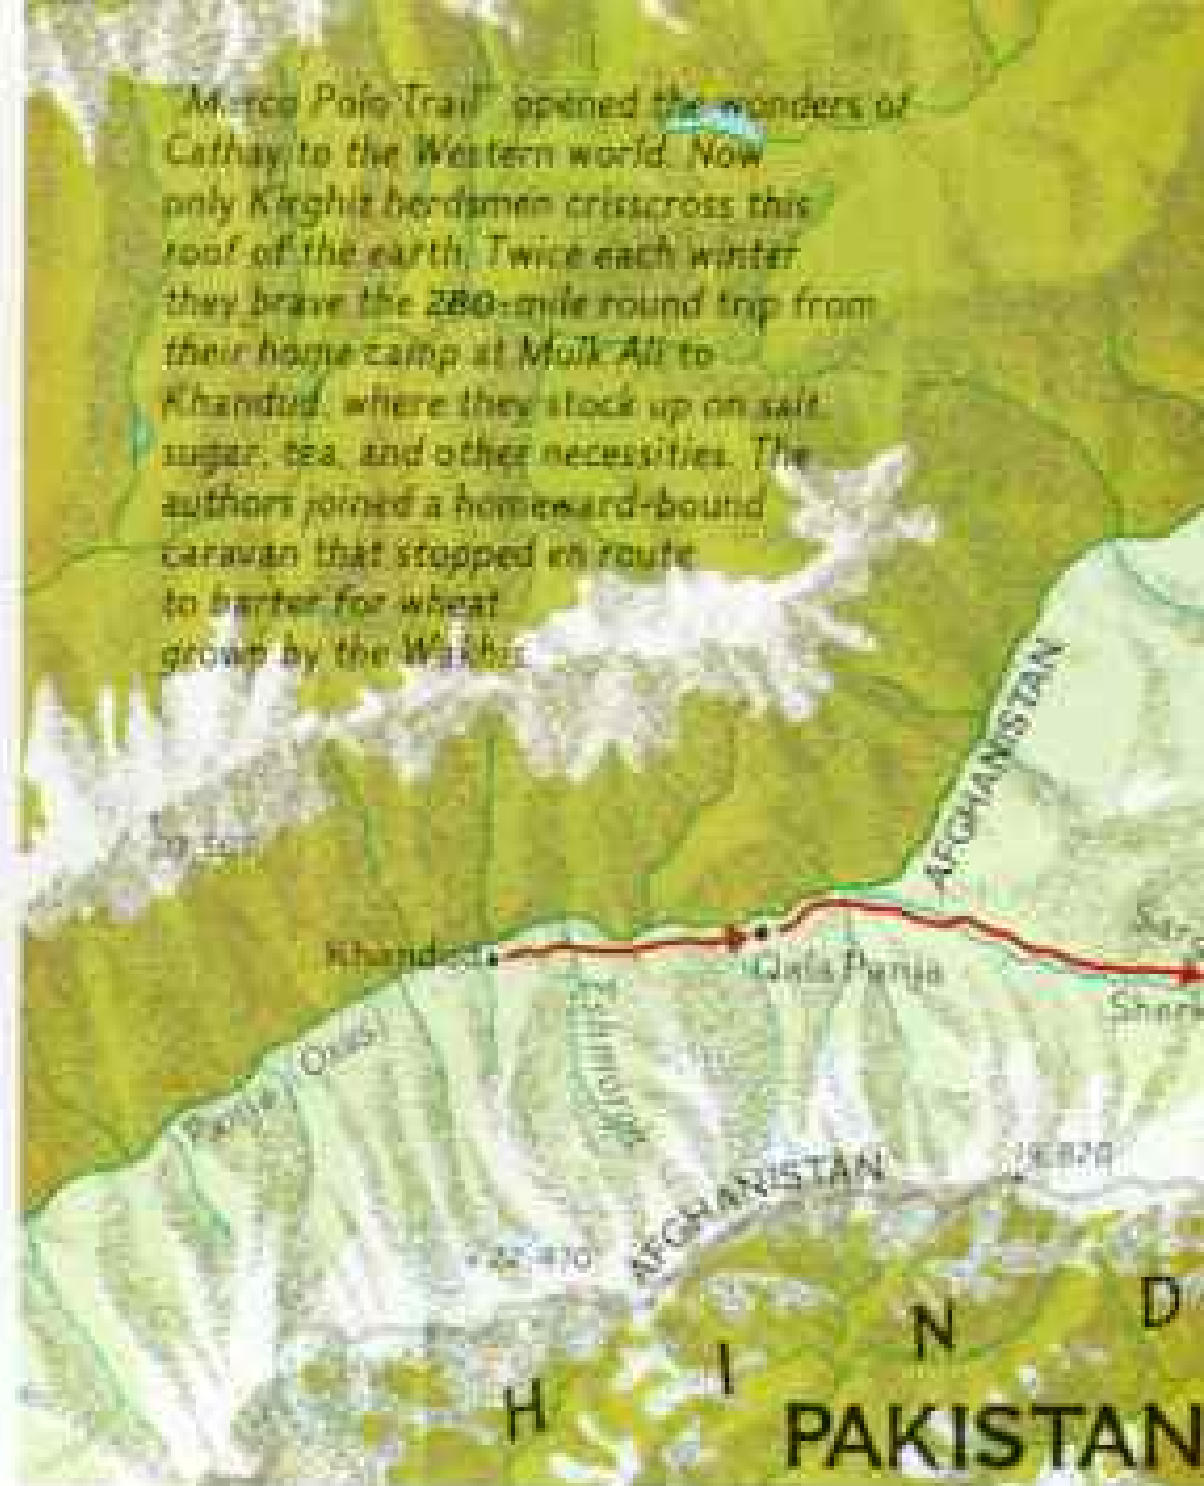 "Marco Polo Trail" opened the wonders of
Cathay to the Western world. Now
only Kirghiz herdsmen crisscross this
roof of the earth. Twice each winter
they brave the 280-mile round trip from
their home camp at Mulk Ali to
Khandud, where they stock up on salt,
sugar, tea, and other necessities. The
authors joined a homeward-bound
caravan that stopped en route
to barter for wheat
grown by the Wakhis
AFGHANISTAN
Khandud
Qala Panja
Panja
Oxus)
AFGHANISTAN
H I N D
PAKISTAN